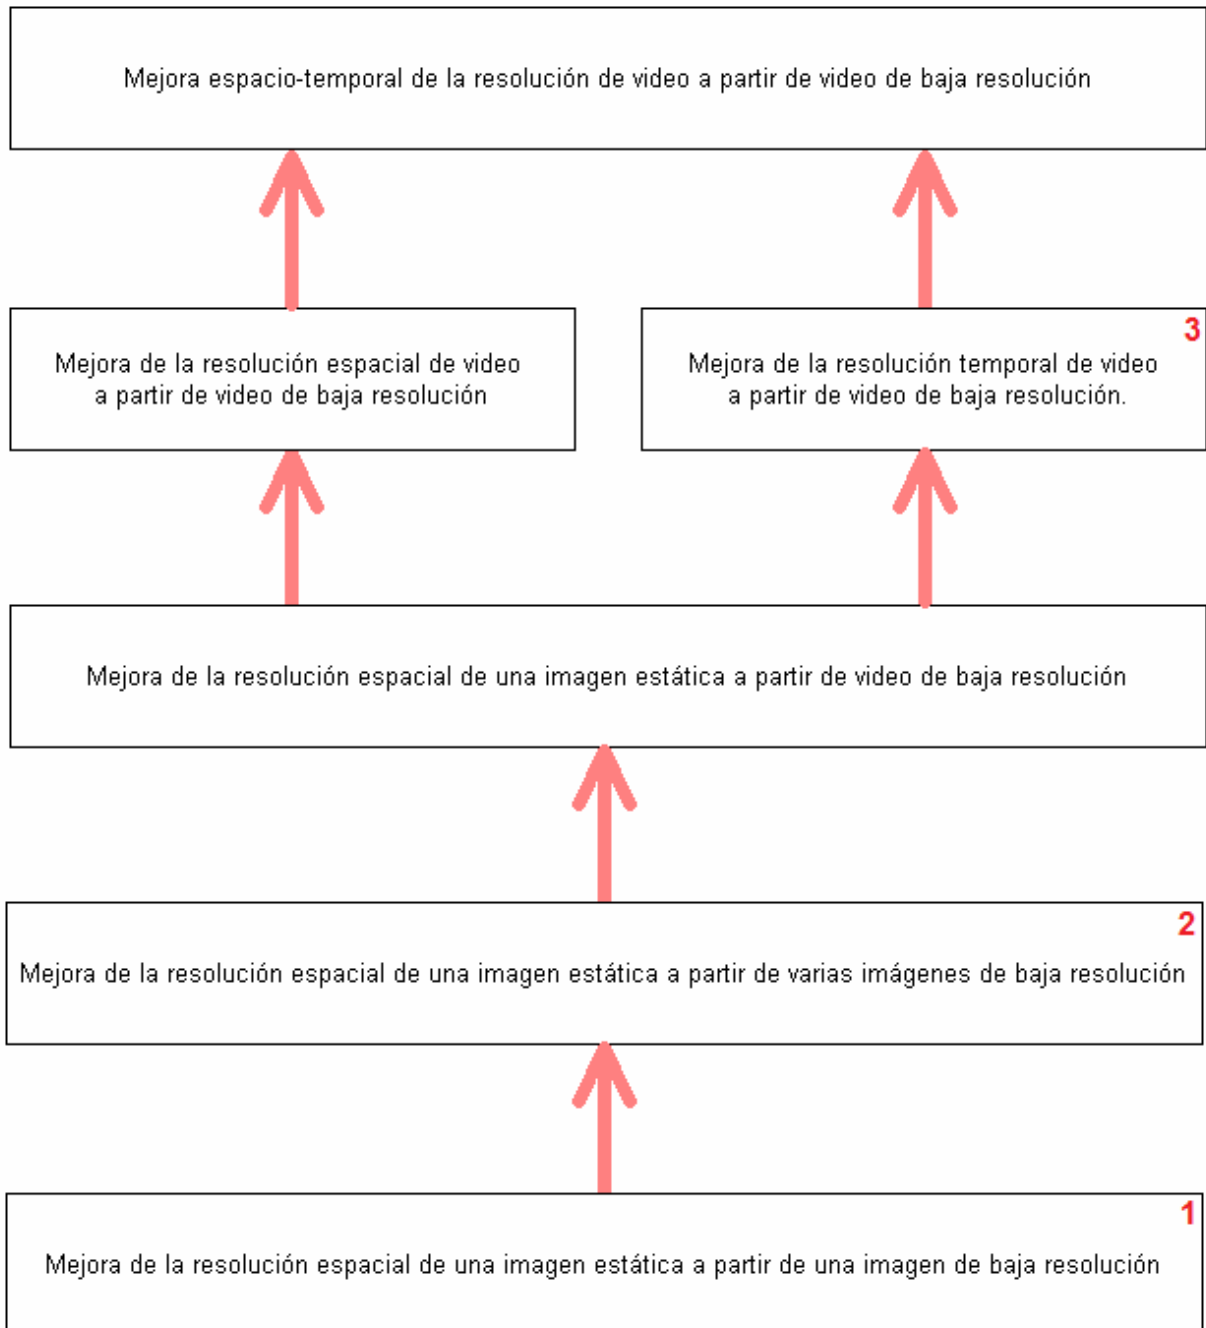 Mejora espacio-temporal de la resolución de video a partir de video de baja resolución
Mejora de la resolución espacial de video
a partir de video de baja resolución
3
Mejora de la resolución temporal de video
a partir de video de baja resolución.
Mejora de la resolución espacial de una imagen estática a partir de video de baja resolución
2
Mejora de la resolución espacial de una imagen estática a partir de varias imágenes de baja resolución
1
Mejora de la resolución espacial de una imagen estática a partir de una imagen de baja resolución